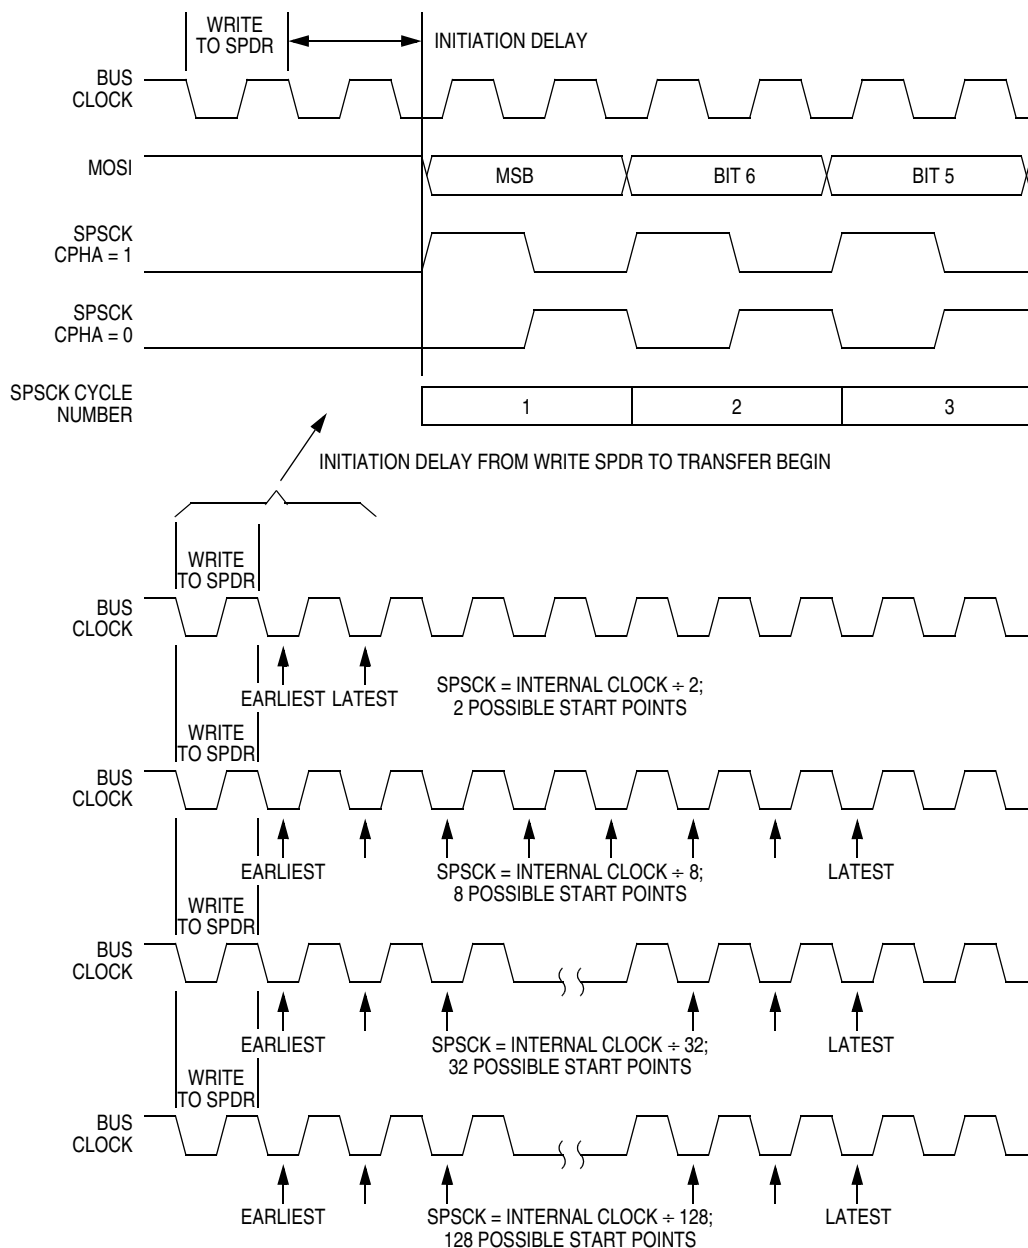 WRITE
TO SPDR
INITIATION DELAY
BUS
CLOCK
MOSI
MSB
BIT 6
BIT 5
SPSCK
CPHA = 1
SPSCK
CPHA = 0
SPSCK CYCLE
NUMBER
1
2
3
INITIATION DELAY FROM WRITE SPDR TO TRANSFER BEGIN
WRITE
TO SPDR
BUS
CLOCK
EARLIEST
LATEST
SPSCK = INTERNAL CLOCK ÷ 2;
2 POSSIBLE START POINTS
WRITE
TO SPDR
BUS
CLOCK
EARLIEST
SPSCK = INTERNAL CLOCK ÷ 8;
8 POSSIBLE START POINTS
LATEST
WRITE
TO SPDR
BUS
CLOCK
EARLIEST
SPSCK = INTERNAL CLOCK ÷ 32;
32 POSSIBLE START POINTS
LATEST
WRITE
TO SPDR
BUS
CLOCK
EARLIEST
SPSCK = INTERNAL CLOCK ÷ 128;
128 POSSIBLE START POINTS
LATEST